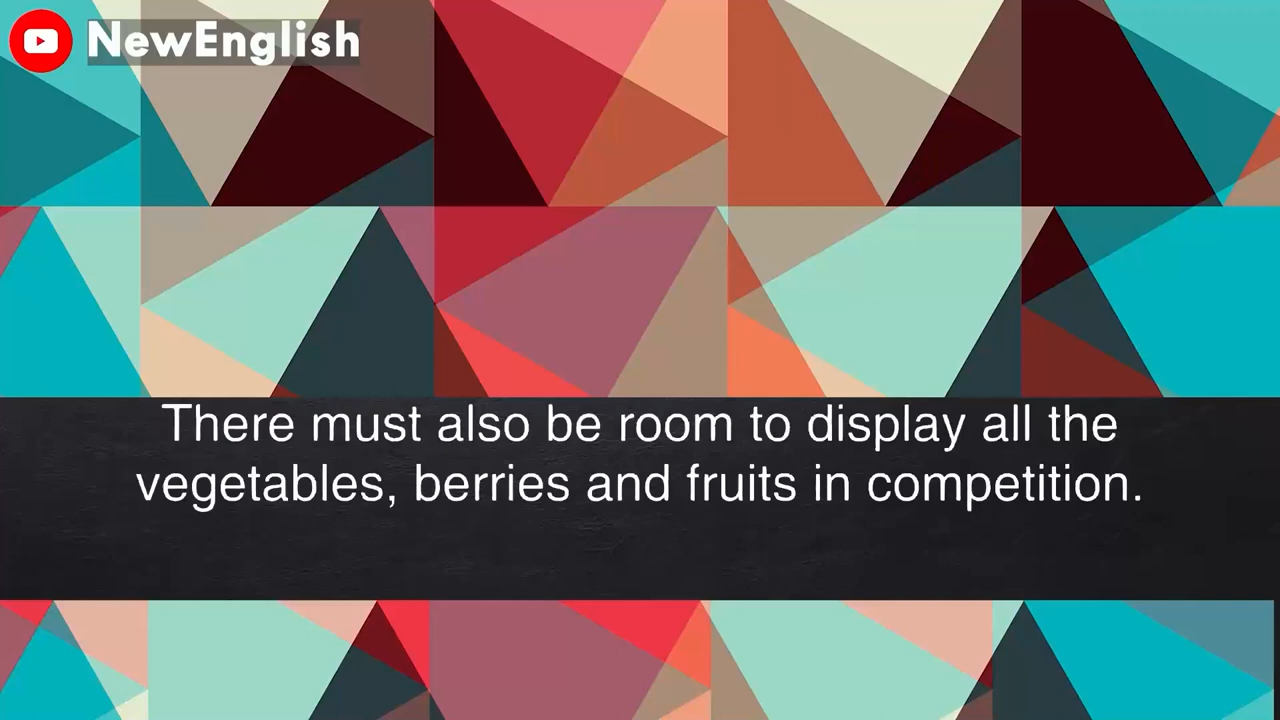 NewEnglish
There must also be room to display all the
vegetables, berries and fruits in competition.